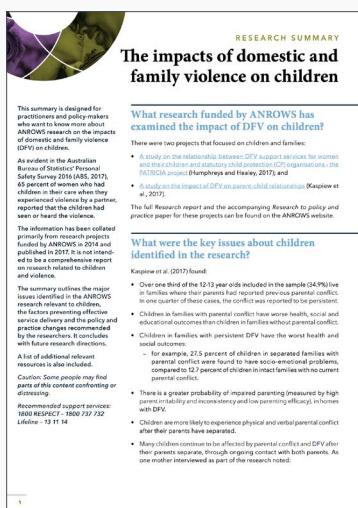 RESEARCH SUMMARY
The impacts of domestic and
family violence on children
This summary is designed for
practitioners and policy-makers
who want to know more about
ANROWS research on the impacts
of domestic and family violence
(DFV) on children.
As evident in the Australian
Bureau of Statistics' Personal
Safety Survey 2016 (ABS, 2017),
65 percent of women who had
children in their care when they
experienced violence by a partner,
reported that the children had
seen or heard the violence.
The information has been collated
primarily from research projects
funded by ANROWS in 2014 and
published in 2017. It is not intend-
ed to be a comprehensive report
on research related to children
and violence.
The summary outlines the major
issues identified in the ANROWS
research relevant to children,
the factors preventing effective
service delivery and the policy and
practice changes recommended
by the researchers. It concludes
with future research directions.
A list of additional relevant
resources is also included.
Caution: Some people may find
parts of this content confronting or
distressing.
Recommended support services:
1800 RESPECT – 1800 737 732
Lifeline – 13 11 14
What research funded by ANROWS has
examined the impact of DFV on children?
There were two projects that focused on children and families:
• A study on the relationship between DFV support services for women
and their children and statutory child protection (CP) organisations - the
PATRICIA project (Humphreys and Healey, 2017); and
• A study on the impact of DFV on parent-child relationships (Kaspiew et
al., 2017).
The full Research report and the accompanying Research to policy and
practice paper for these projects can be found on the ANROWS website.
What were the key issues about children
identified in the research?
Kaspiew et al. (2017) found:
• Over one third of the 12-13 year olds included in the sample (34.9%) live
in families where their parents had reported previous parental conflict.
In one quarter of these cases, the conflict was reported to be persistent.
• Children in families with parental conflict have worse health, social and
educational outcomes than children in families without parental conflict.
• Children in families with persistent DFV have the worst health and
social outcomes:
– for example, 27.5 percent of children in separated families with
parental conflict were found to have socio-emotional problems,
compared to 12.7 percent of children in intact families with no current
parental conflict.
• There is a greater probability of impaired parenting (measured by high
parent irritability and inconsistency and low parenting efficacy), in homes
with DFV.
• Children are more likely to experience physical and verbal parental conflict
after their parents have separated.
• Many children continue to be affected by parental conflict and DFV after
their parents separate, through ongoing contact with both parents. As
one mother interviewed as part of the research noted:
1